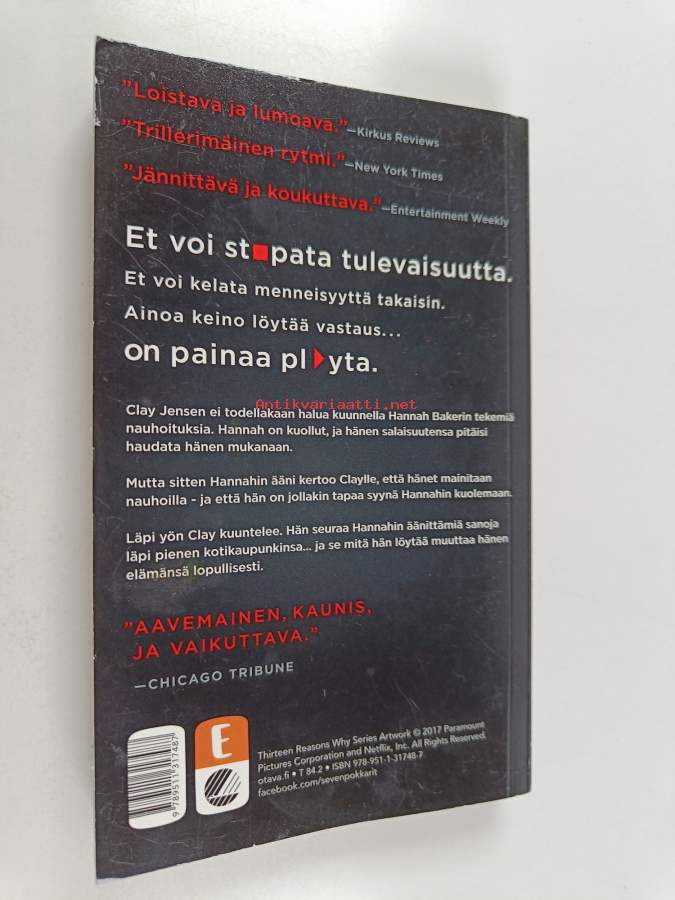 "Loistava ja lumoava."—Kirkus Reviews
"Trillerimäinen rytmi."—New York Times
"Jännittävä ja koukuttava."—Entertainment Weekly
Et voi st■pata tulevaisuutta.
Et voi kelata menneisyyttä takaisin.
Ainoa keino löytää vastaus...
on painaa pl▶yta.
Antikvariaatti.net
Clay Jensen ei todellakaan halua kuunnella Hannah Bakerin tekemiä
nauhoituksia. Hannah on kuollut, ja hänen salaisuutensa pitäisi
haudata hänen mukanaan.
Mutta sitten Hannahin ääni kertoo Claylle, että hänet mainitaan
nauhoilla - ja että hän on jollakin tapaa syynä Hannahin kuolemaan.
Läpi yön Clay kuuntelee. Hän seuraa Hannahin äänittämiä sanoja
läpi pienen kotikaupunkinsa... ja se mitä hän löytää muuttaa hänen
elämänsä lopullisesti.
"AAVEMAINEN, KAUNIS,
JA VAIKUTTAVA."
—CHICAGO TRIBUNE
9 789511 317487
E
Thirteen Reasons Why Series Artwork © 2017 Paramount
Pictures Corporation and Netflix, Inc. All Rights Reserved.
otava.fi • T 84.2 • ISBN 978-951-1-31748-7
facebook.com/sevenpokkarit